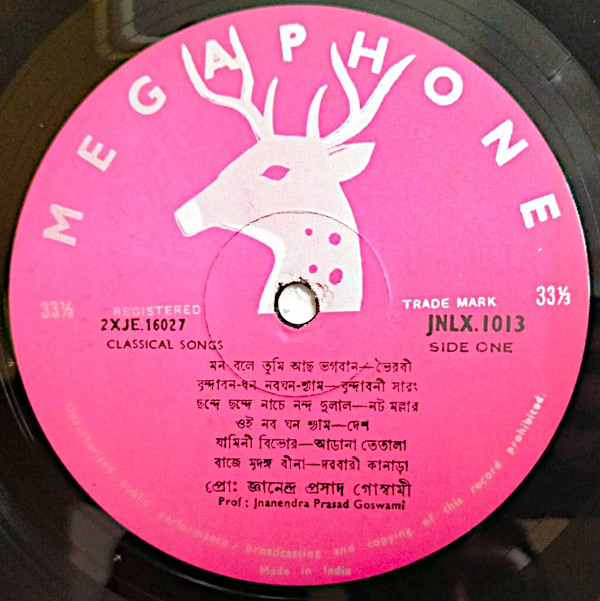 MEGAPHONE
33⅓
REGISTERED
TRADE MARK
33⅓
2XJE.16027
JNLX.1013
CLASSICAL SONGS
SIDE ONE
মন বলে তুমি আছ ভগবান—ভৈরবী
বৃন্দাবন-ধন নবঘন-শ্যাম—বৃন্দাবনী সারং
ছন্দে ছন্দে নাচে নন্দ দুলাল—নট মল্লার
ওই নব ঘন শ্যাম—দেশ
যামিনী বিভোর—আড়ানা তেতালা
বাজে মৃদঙ্গ বীনা—দরবারী কানাড়া
প্রোঃ জ্ঞানেন্দ্র প্রসাদ গোস্বামী
Prof : Jnanendra Prasad Goswami
Unauthorised public performance, broadcasting and copying of this record prohibited.
Made in India